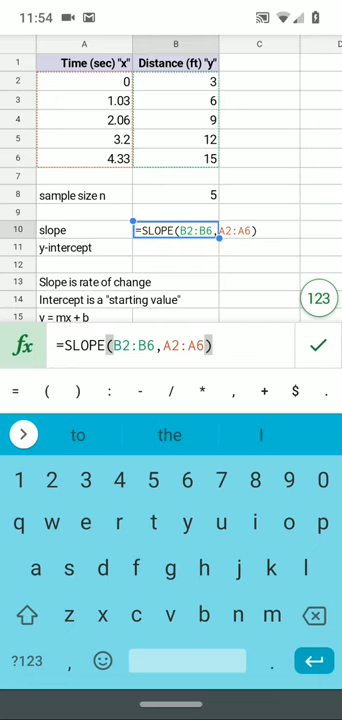 11:54
A B C D
1 Time (sec) "x" Distance (ft) "y"
2 0 3
3 1.03 6
4 2.06 9
5 3.2 12
6 4.33 15
7
8 sample size n 5
9
10 slope =SLOPE(B2:B6,A2:A6)
11 y-intercept
12
13 Slope is rate of change
14 Intercept is a "starting value"
123
15 y = mx + b
fx =SLOPE(B2:B6,A2:A6)
= ( ) : - / * , + $ .
to the I
1 2 3 4 5 6 7 8 9 0
q w e r t y u i o p
a s d f g h j k l
z x c v b n m
?123 , .